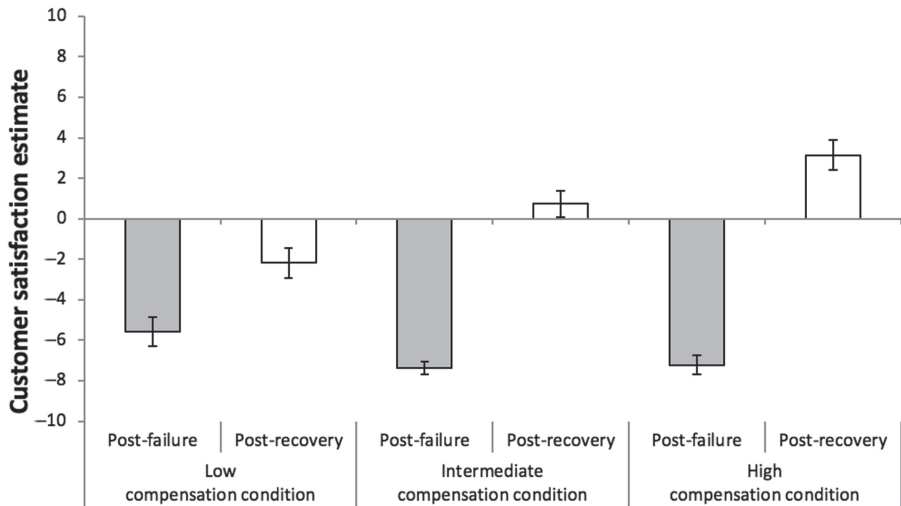 Customer satisfaction estimate
10
8
6
4
2
0
–2
–4
–6
–8
–10
Post-failure Post-recovery Post-failure Post-recovery Post-failure Post-recovery
Low Intermediate High
compensation condition compensation condition compensation condition